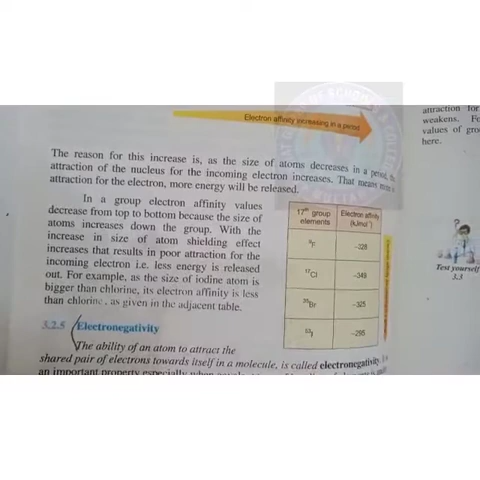 Electron affinity increasing in a period
attraction for
weakens.
values of
here.
The reason for this increase is, as the size of atoms decreases in a period, the
attraction of the nucleus for the incoming electron increases. That means more is
attraction for the electron, more energy will be released.
In a group electron affinity values
decrease from top to bottom because the size of
atoms increases down the group. With the
increase in size of atom shielding effect
increases that results in poor attraction for the
incoming electron i.e. less energy is released
out. For example, as the size of iodine atom is
bigger than chlorine, its electron affinity is less
than chlorine, as given in the adjacent table.
17th group elements Electron affinity (kJmol⁻¹)
⁹F –328
¹⁷Cl –349
³⁵Br –325
⁵³I –295
Test yourself
3.3
3.2.5 Electronegativity
The ability of an atom to attract the
shared pair of electrons towards itself in a molecule, is called electronegativity.
an important property especially when